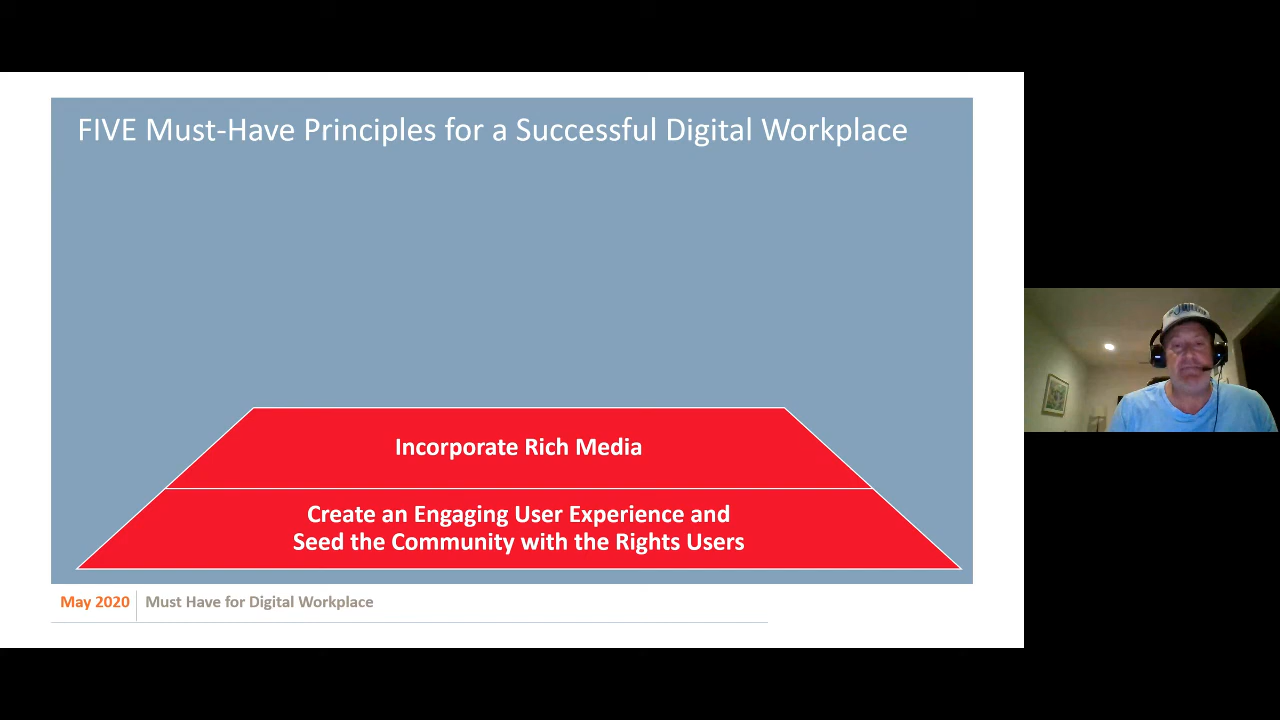 FIVE Must-Have Principles for a Successful Digital Workplace
Incorporate Rich Media
Create an Engaging User Experience and
Seed the Community with the Rights Users
May 2020
Must Have for Digital Workplace